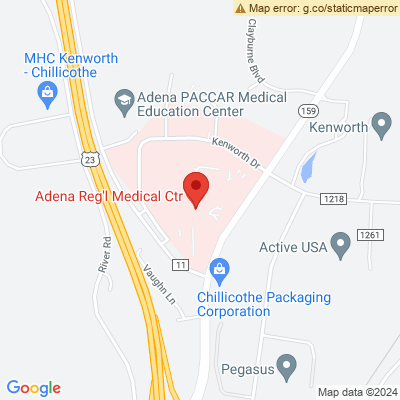 Map error: g.co/staticmaperror
MHC Kenworth
- Chillicothe
Clayburne Blvd
Adena PACCAR Medical
Education Center
159
Kenworth
23
Kenworth Dr
Adena Reg'l Medical Ctr
1218
River Rd
1261
Active USA
11
Vaughn Ln
Chillicothe Packaging
Corporation
Pegasus
Google
Map data ©2024